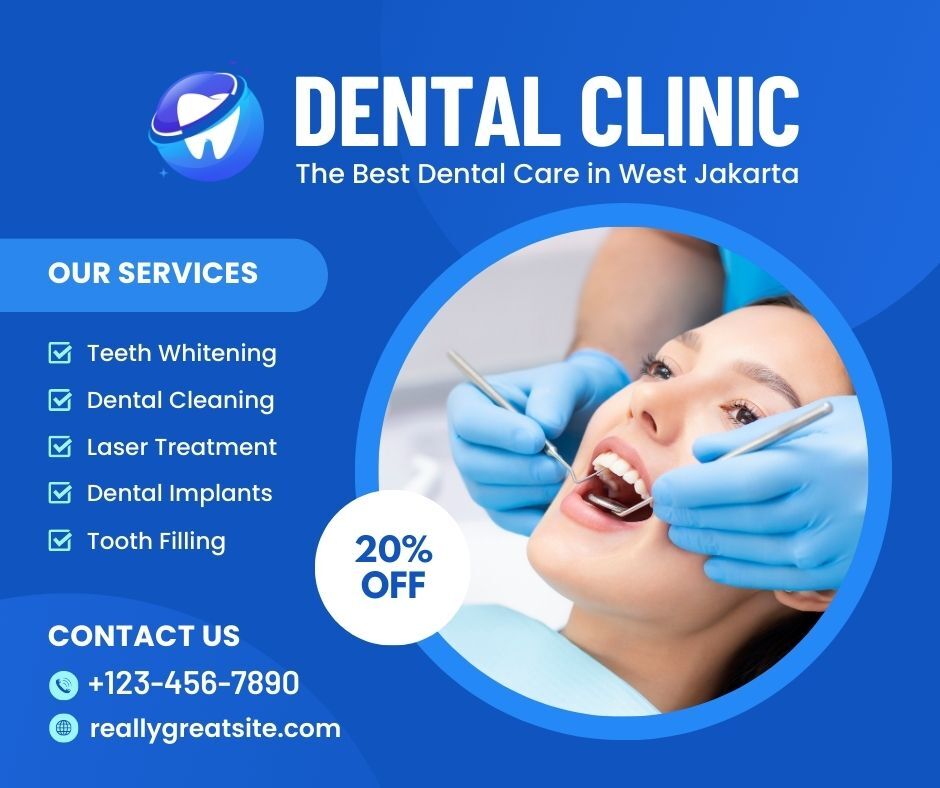 DENTAL CLINIC
The Best Dental Care in West Jakarta
OUR SERVICES
Teeth Whitening
Dental Cleaning
Laser Treatment
Dental Implants
Tooth Filling
20%
OFF
CONTACT US
+123-456-7890
reallygreatsite.com